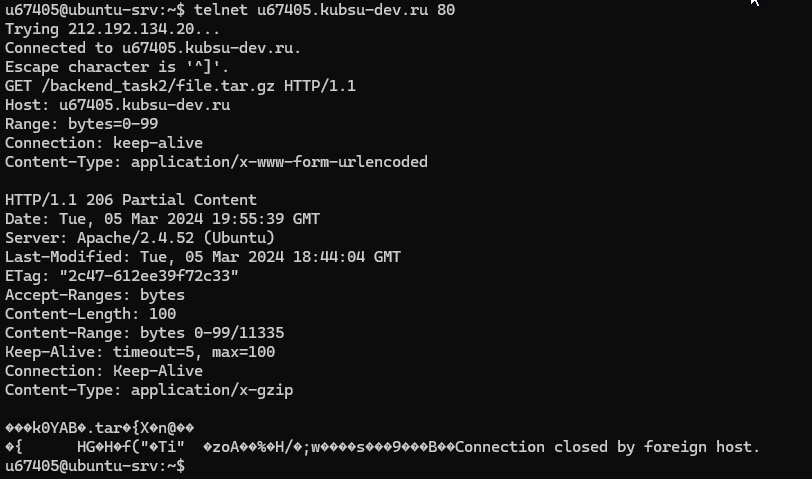 u67405@ubuntu-srv:~$ telnet u67405.kubsu-dev.ru 80
Trying 212.192.134.20...
Connected to u67405.kubsu-dev.ru.
Escape character is '^]'.
GET /backend_task2/file.tar.gz HTTP/1.1
Host: u67405.kubsu-dev.ru
Range: bytes=0-99
Connection: keep-alive
Content-Type: application/x-www-form-urlencoded

HTTP/1.1 206 Partial Content
Date: Tue, 05 Mar 2024 19:55:39 GMT
Server: Apache/2.4.52 (Ubuntu)
Last-Modified: Tue, 05 Mar 2024 18:44:04 GMT
ETag: "2c47-612ee39f72c33"
Accept-Ranges: bytes
Content-Length: 100
Content-Range: bytes 0-99/11335
Keep-Alive: timeout=5, max=100
Connection: Keep-Alive
Content-Type: application/x-gzip

���k0YAB�.tar�{X�n@��
�{      HG�H�f("�Ti"  �zoA��%�H/�;w����s���9���B��Connection closed by foreign host.
u67405@ubuntu-srv:~$